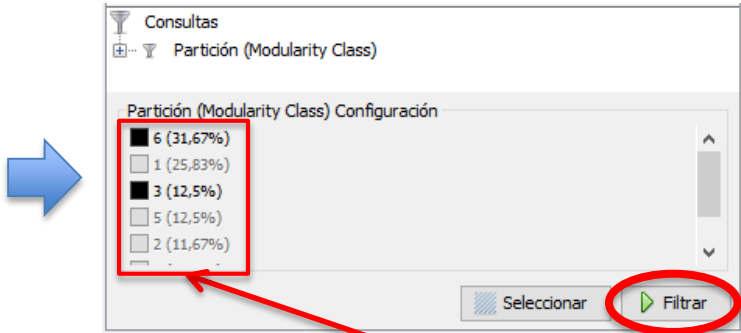 Consultas
Partición (Modularity Class)
Partición (Modularity Class) Configuración
6 (31,67%)
1 (25,83%)
3 (12,5%)
5 (12,5%)
2 (11,67%)
Seleccionar
Filtrar